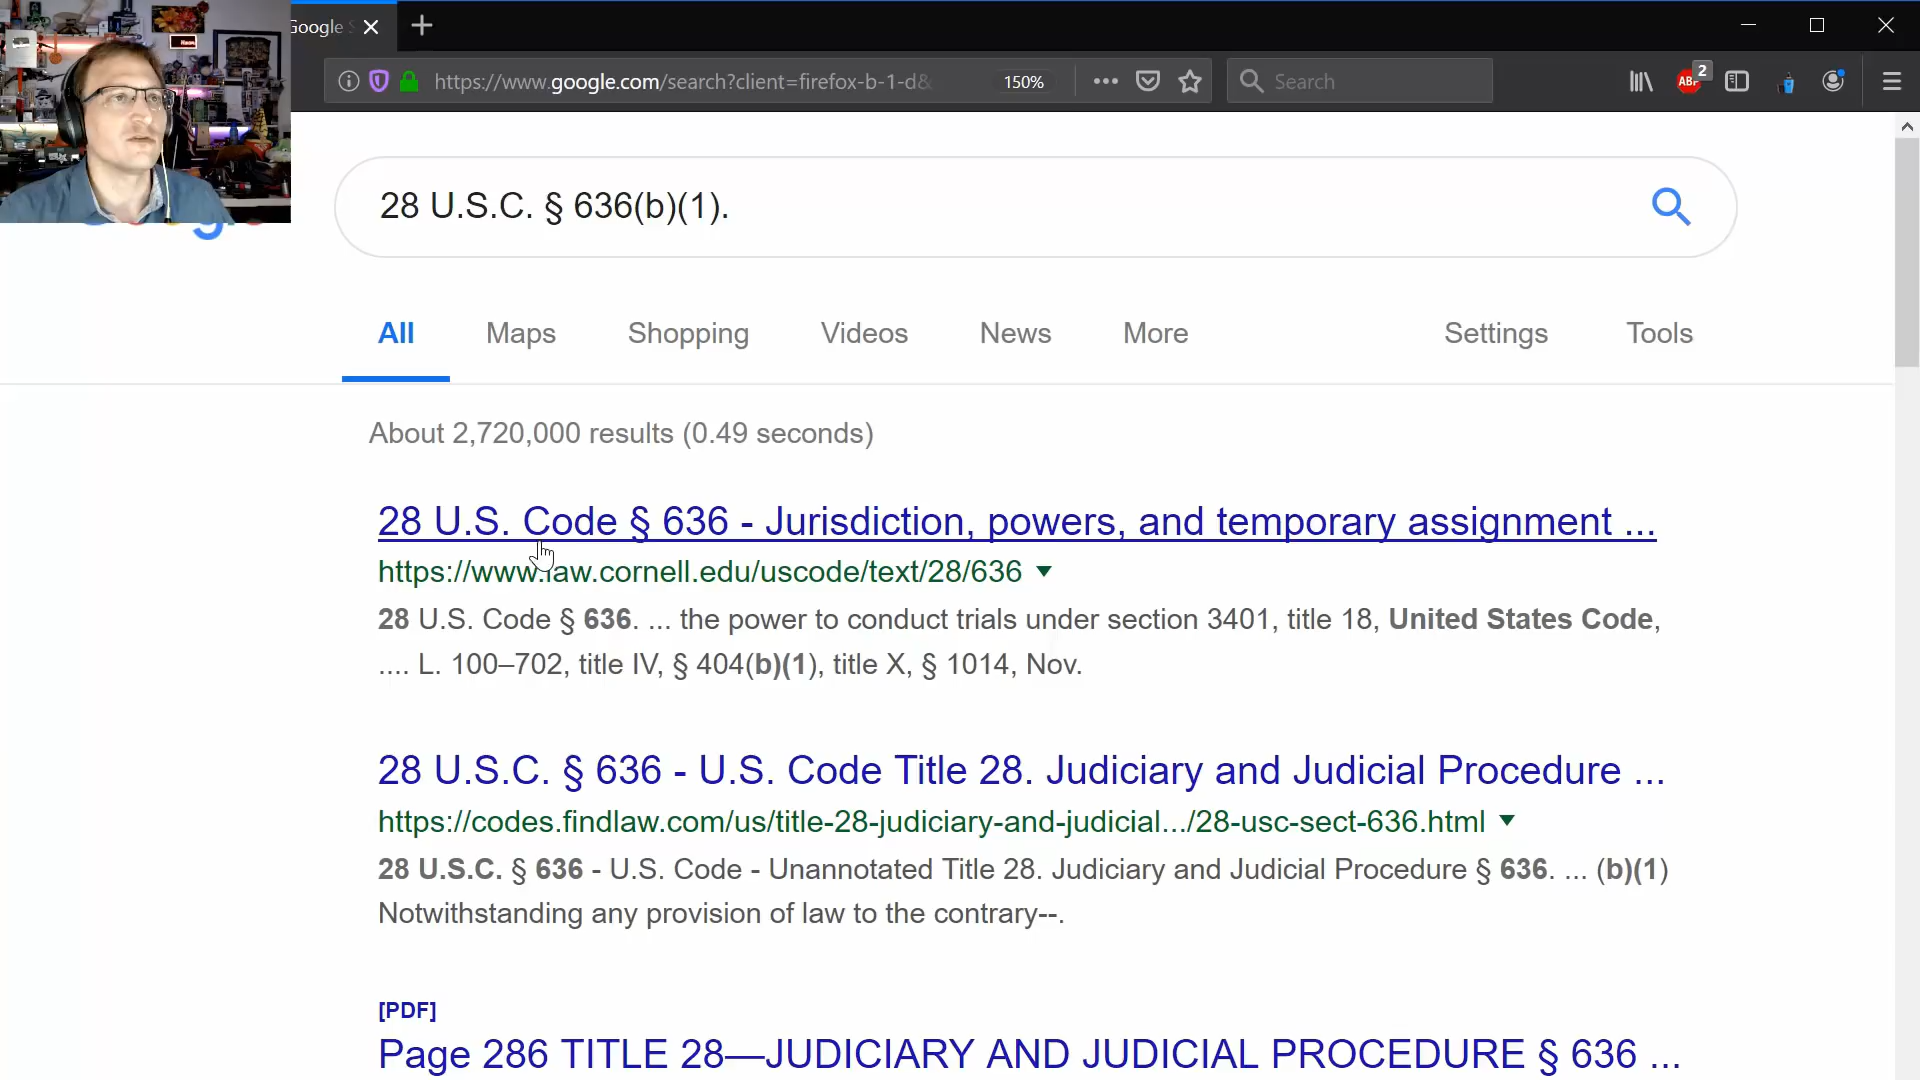 Google S
https://www.google.com/search?client=firefox-b-1-d&
150%
Search
ABP
2
28 U.S.C. § 636(b)(1).
All
Maps
Shopping
Videos
News
More
Settings
Tools
About 2,720,000 results (0.49 seconds)
28 U.S. Code § 636 - Jurisdiction, powers, and temporary assignment ...
https://www.law.cornell.edu/uscode/text/28/636
28 U.S. Code § 636. ... the power to conduct trials under section 3401, title 18, United States Code,
.... L. 100–702, title IV, § 404(b)(1), title X, § 1014, Nov.
28 U.S.C. § 636 - U.S. Code Title 28. Judiciary and Judicial Procedure ...
https://codes.findlaw.com/us/title-28-judiciary-and-judicial.../28-usc-sect-636.html
28 U.S.C. § 636 - U.S. Code - Unannotated Title 28. Judiciary and Judicial Procedure § 636. ... (b)(1)
Notwithstanding any provision of law to the contrary--.
[PDF]
Page 286 TITLE 28—JUDICIARY AND JUDICIAL PROCEDURE § 636 ...